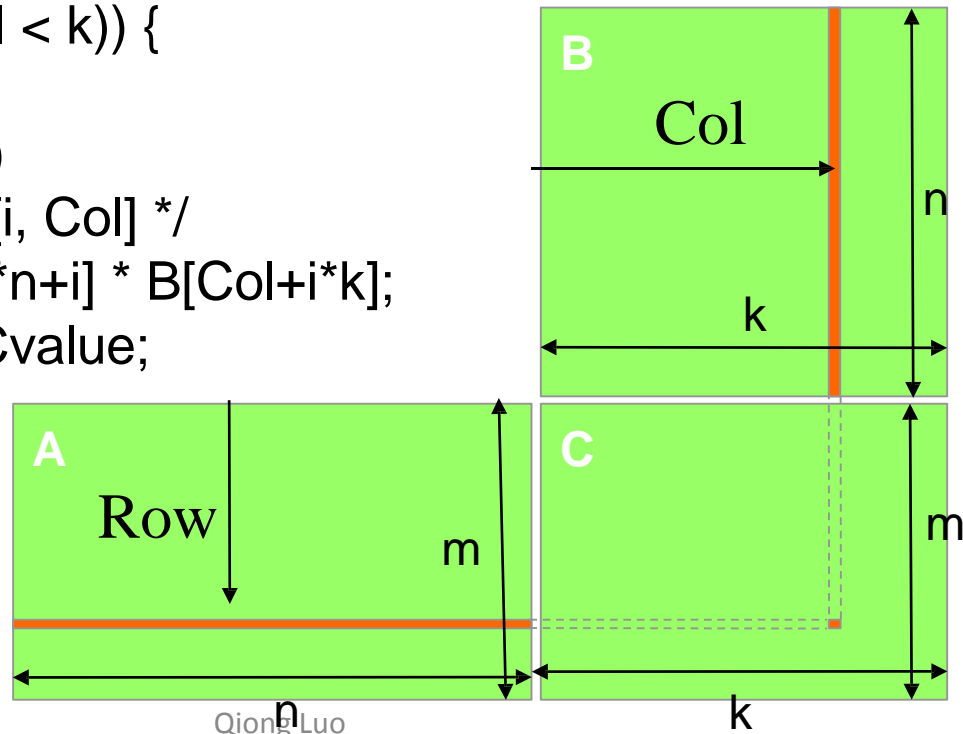 < k)) {
)
[i, Col] */
*n+i] * B[Col+i*k];
Cvalue;
B
Col
n
k
A
Row
m
n
C
m
k
Qiong Luo